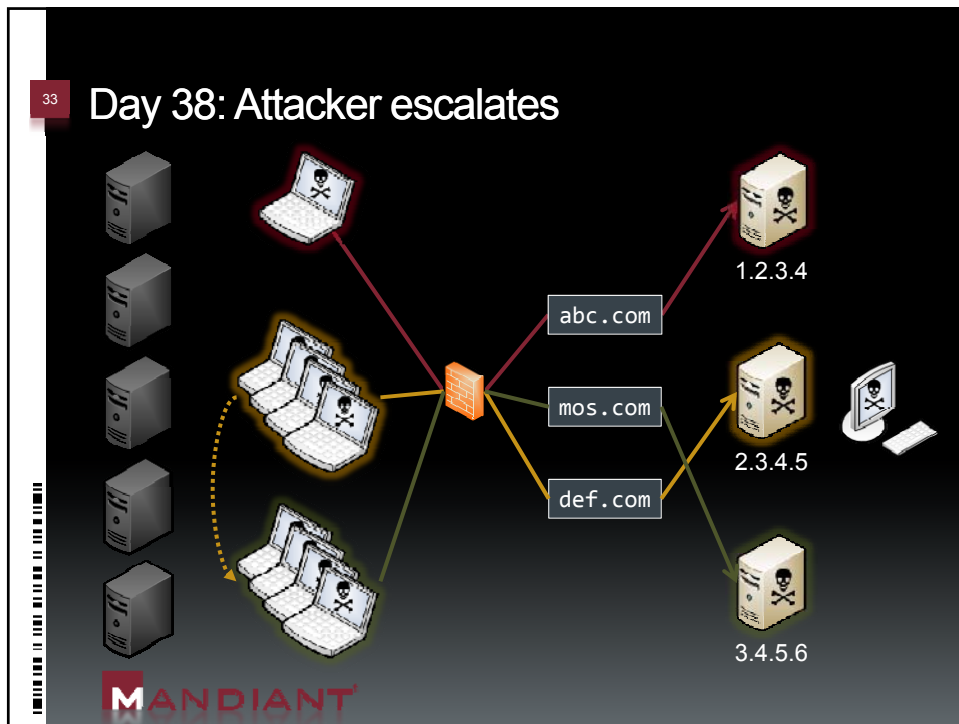 33
Day 38: Attacker escalates
1.2.3.4
abc.com
mos.com
2.3.4.5
def.com
3.4.5.6
MANDIANT